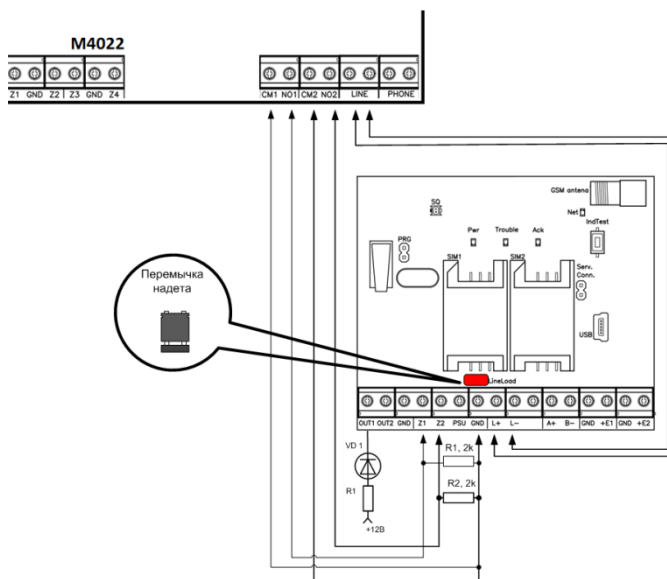 M4022
Z1 GND Z2 Z3 GND Z4
CM1 NO1 CM2 NO2 LINE PHONE
GSM antena
SQ
Net
IndTest
Pwr Trouble Ack
PRG
SIM1 SIM2
Serv.
Conn.
USB
Перемычка
надета
LineLoad
OUT1 OUT2 GND Z1 Z2 PSU GND L+ L- A+ B- GND +E1 GND +E2
VD 1
R1, 2k
R1
R2, 2k
+12В